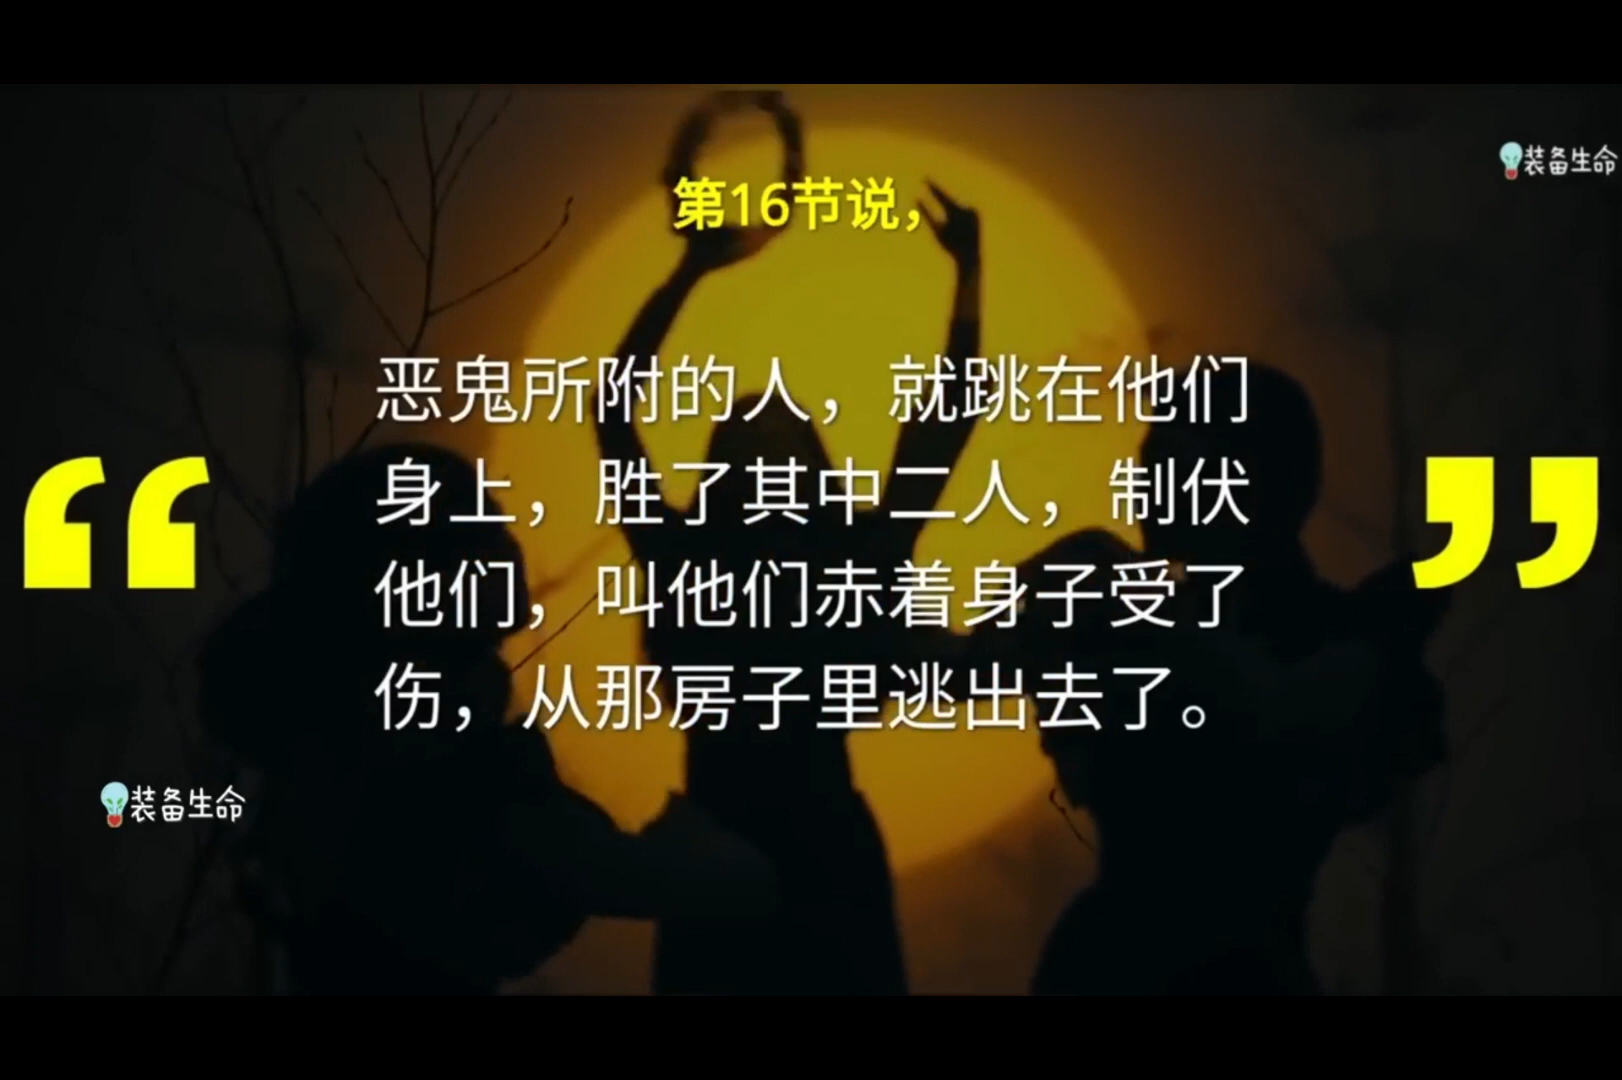 装备生命
第16节说，
恶鬼所附的人，就跳在他们
身上，胜了其中二人，制伏
他们，叫他们赤着身子受了
伤，从那房子里逃出去了。
装备生命